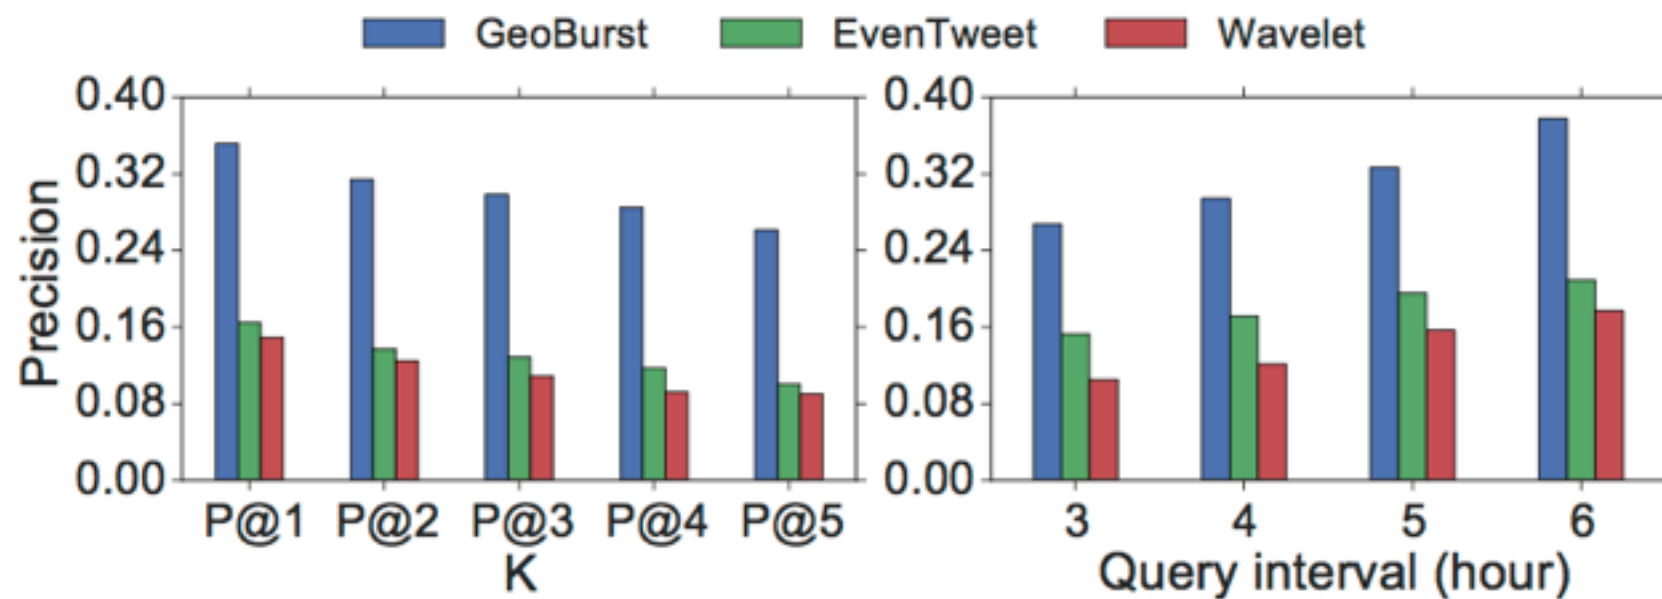 GeoBurst EvenTweet Wavelet
0.40
0.32
0.24
0.16
0.08
0.00
Precision
P@1 P@2 P@3 P@4 P@5
K
0.40
0.32
0.24
0.16
0.08
0.00
3 4 5 6
Query interval (hour)